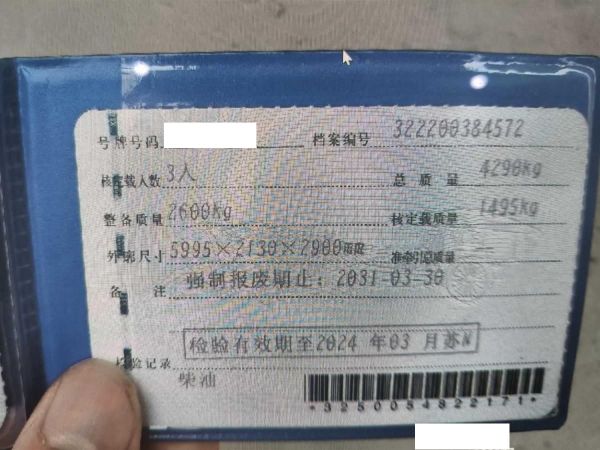 号牌号码 档案编号 322200384572
核定载人数 3人 总质量 4290kg
整备质量 2600kg 核定载质量 1495kg
外廓尺寸 5995×2130×2900mm 准牵引总质量 —
备注 强制报废期止：2031-03-30
检验有效期至2024 年03 月苏N
检验记录
柴油
*3250054822171*